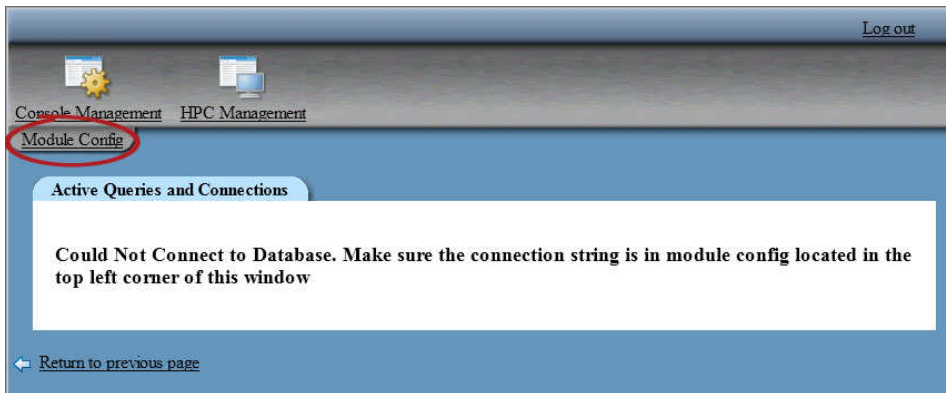 Log out
Console Management HPC Management
Module Config
Active Queries and Connections
Could Not Connect to Database. Make sure the connection string is in module config located in the
top left corner of this window
Return to previous page